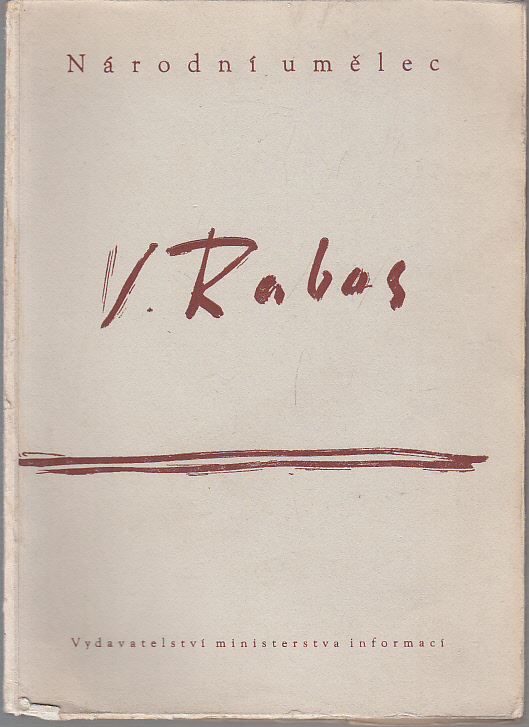 Národní umělec
V. Rabas
Vydavatelství ministerstva informací